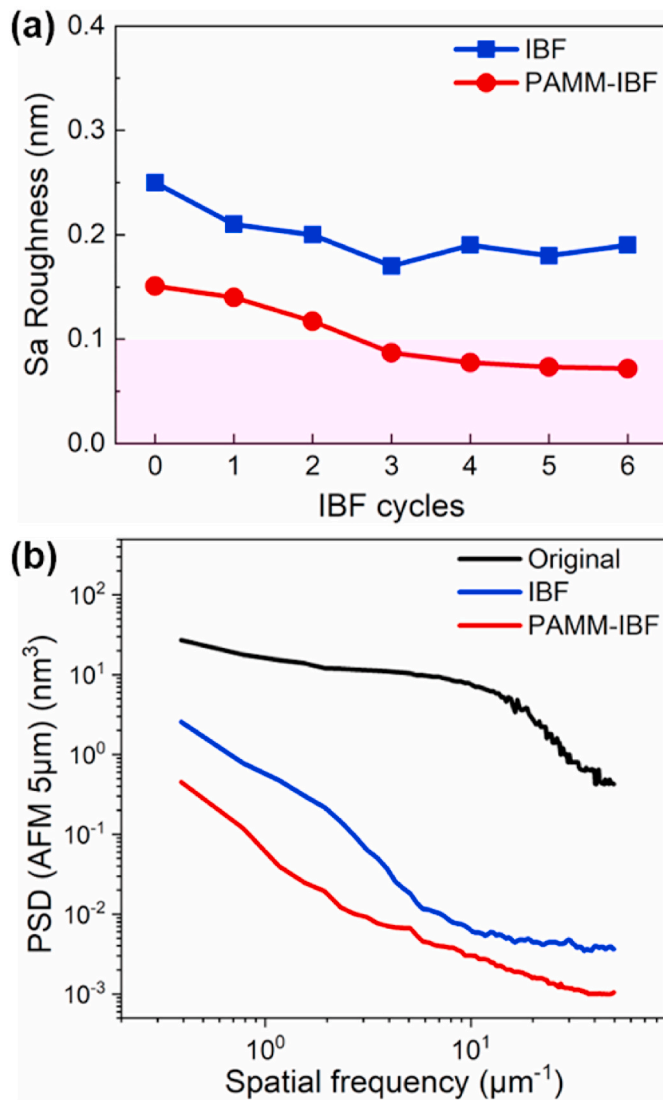 (a)
0.4
0.3
0.2
0.1
0.0
Sa Roughness (nm)
IBF
PAMM-IBF
0 1 2 3 4 5 6
IBF cycles
(b)
10²
10¹
10⁰
10⁻¹
10⁻²
10⁻³
PSD (AFM 5µm) (nm³)
Original
IBF
PAMM-IBF
10⁰ 10¹
Spatial frequency (µm⁻¹)